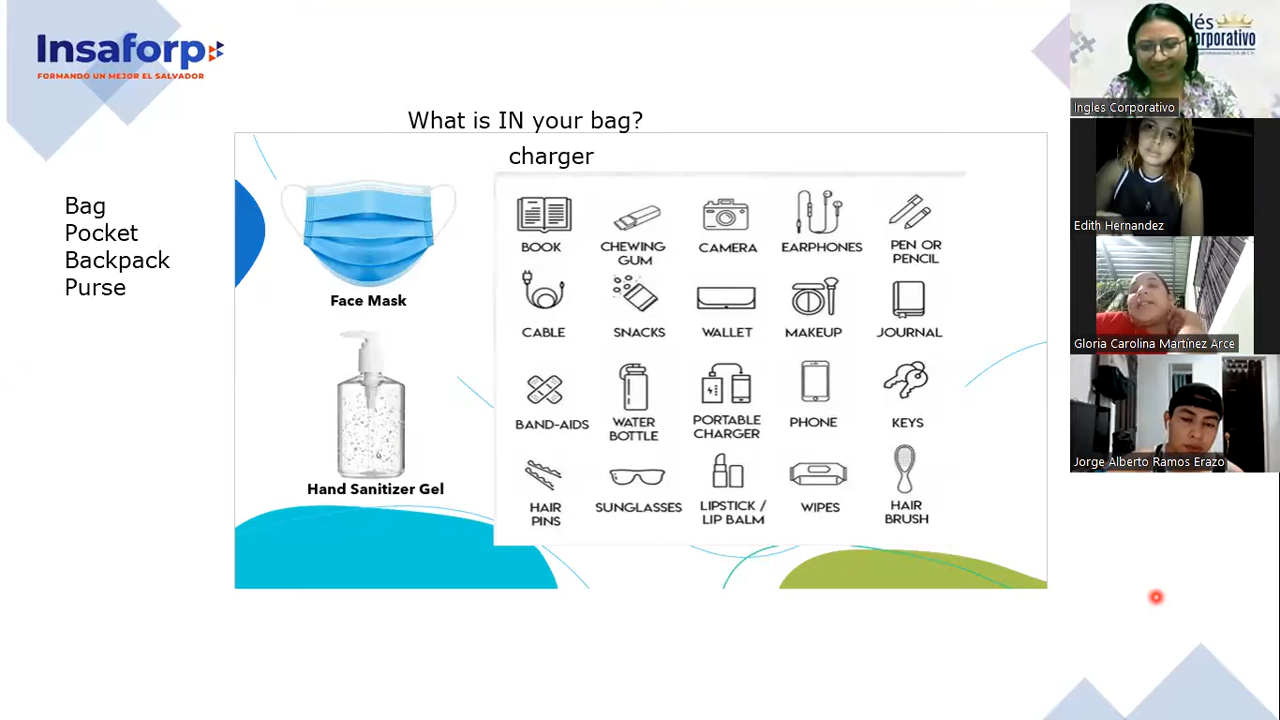 Insaforp
FORMANDO UN MEJOR EL SALVADOR
What is IN your bag?
charger
Bag
Pocket
Backpack
Purse
Face Mask
Hand Sanitizer Gel
BOOK
CHEWING
GUM
CAMERA
EARPHONES
PEN OR
PENCIL
CABLE
SNACKS
WALLET
MAKEUP
JOURNAL
BAND-AIDS
WATER
BOTTLE
PORTABLE
CHARGER
PHONE
KEYS
HAIR
PINS
SUNGLASSES
LIPSTICK /
LIP BALM
WIPES
HAIR
BRUSH
Ingles Corporativo
Edith Hernandez
Gloria Carolina Martínez Arce
Jorge Alberto Ramos Erazo